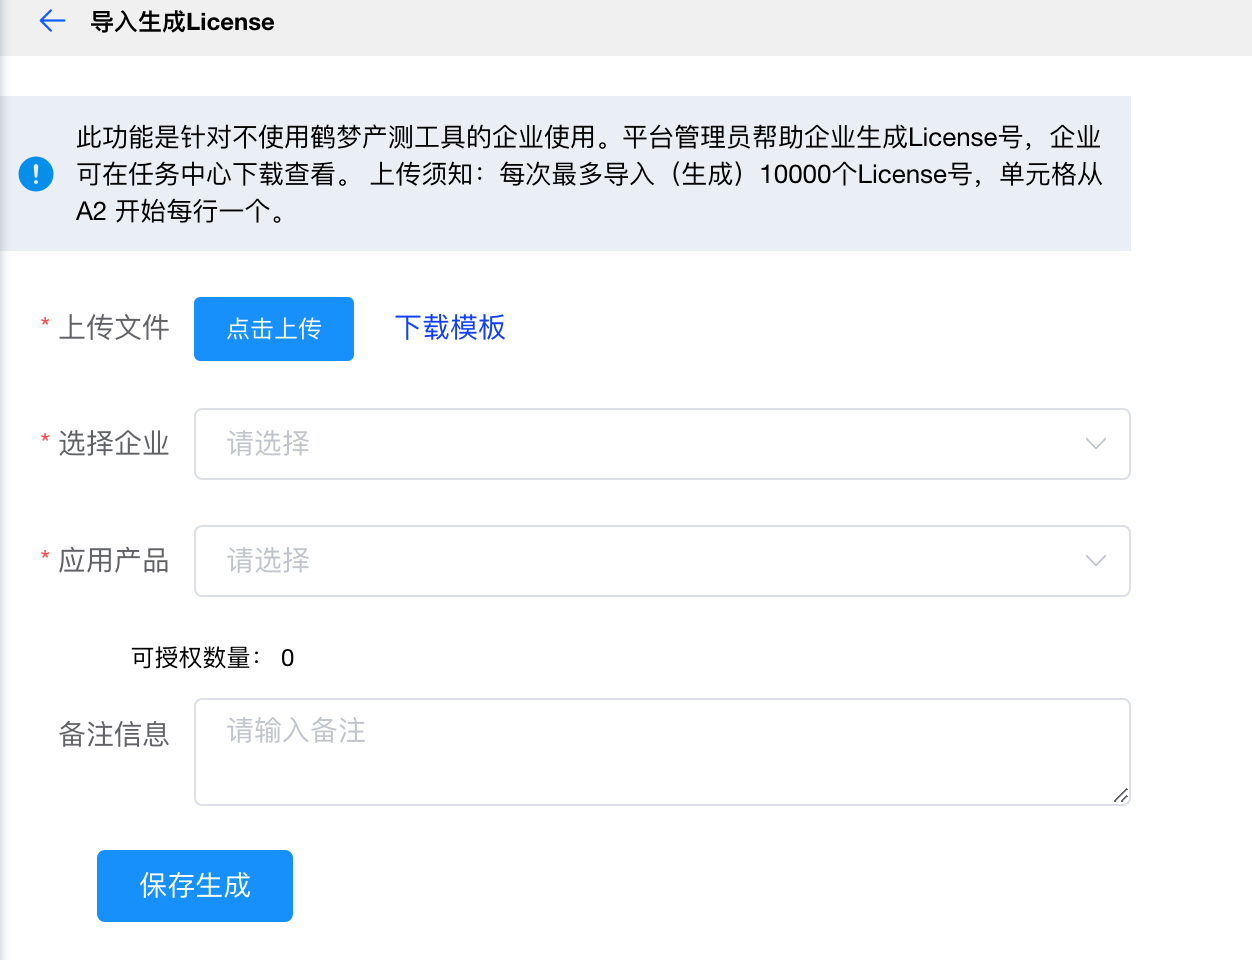 导入生成License
此功能是针对不使用鹤梦产测工具的企业使用。平台管理员帮助企业生成License号，企业
可在任务中心下载查看。 上传须知：每次最多导入（生成）10000个License号，单元格从
A2 开始每行一个。
* 上传文件 点击上传 下载模板
* 选择企业 请选择
* 应用产品 请选择
可授权数量： 0
备注信息 请输入备注
保存生成